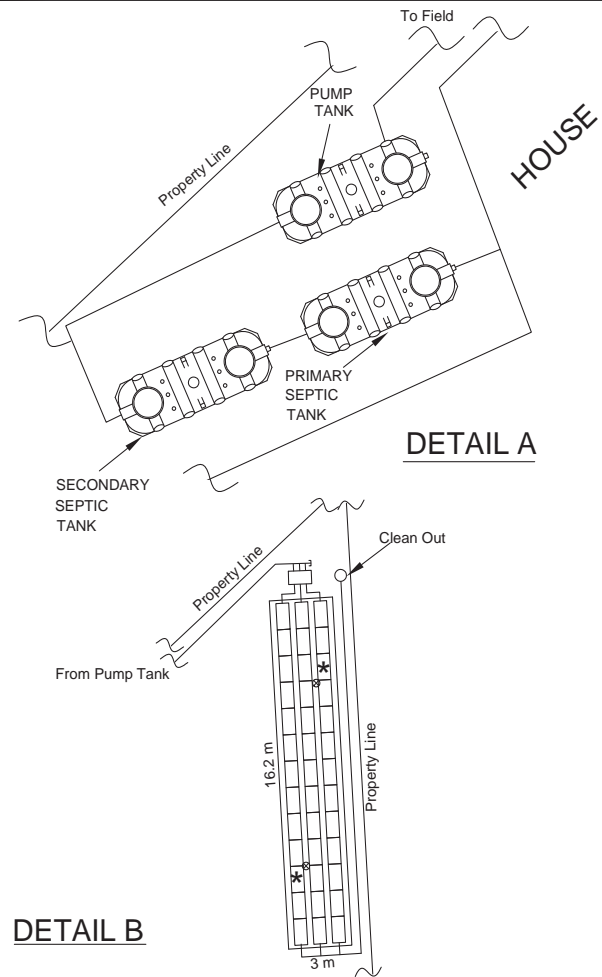 To Field
PUMP
TANK
HOUSE
Property Line
PRIMARY
SEPTIC
TANK
DETAIL A
SECONDARY
SEPTIC
TANK
Clean Out
Property Line
From Pump Tank
*
16.2 m
Property Line
*
DETAIL B
3 m